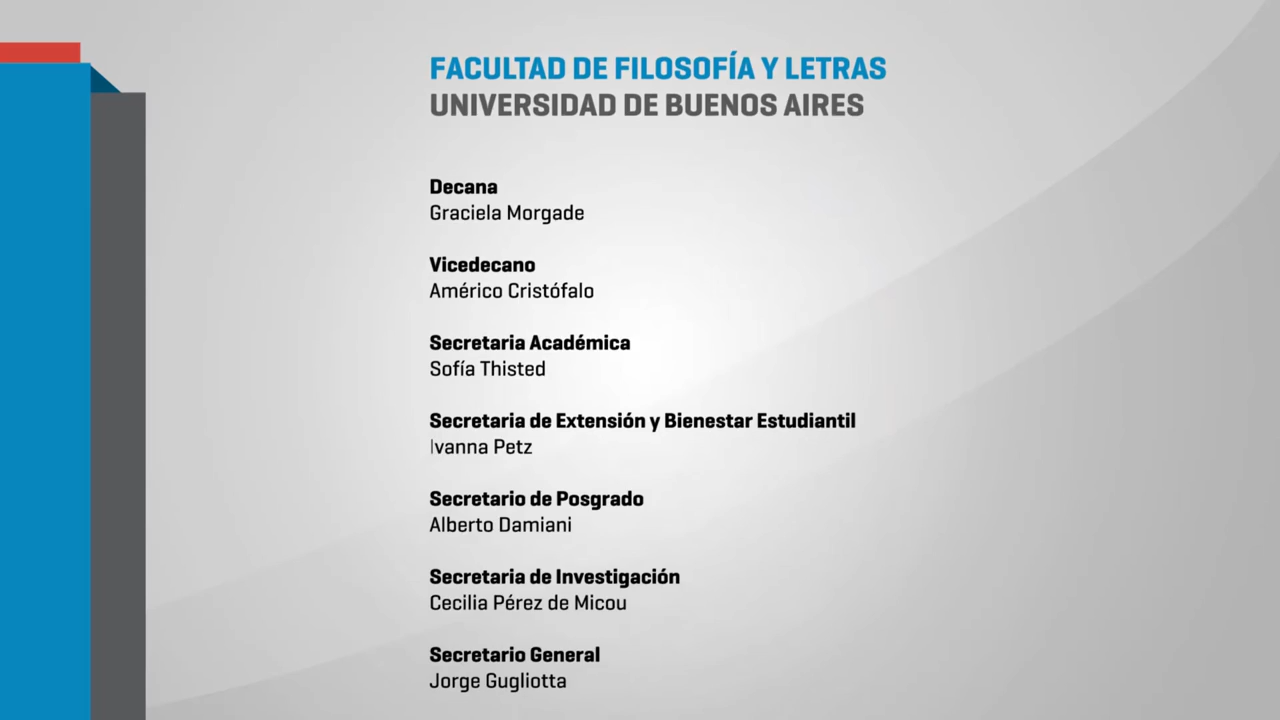 FACULTAD DE FILOSOFÍA Y LETRAS
UNIVERSIDAD DE BUENOS AIRES
Decana
Graciela Morgade
Vicedecano
Américo Cristófalo
Secretaria Académica
Sofía Thisted
Secretaria de Extensión y Bienestar Estudiantil
Ivanna Petz
Secretario de Posgrado
Alberto Damiani
Secretaria de Investigación
Cecilia Pérez de Micou
Secretario General
Jorge Gugliotta